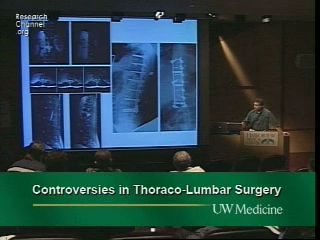 Research
Channel
.org
Controversies in Thoraco-Lumbar Surgery
UW Medicine